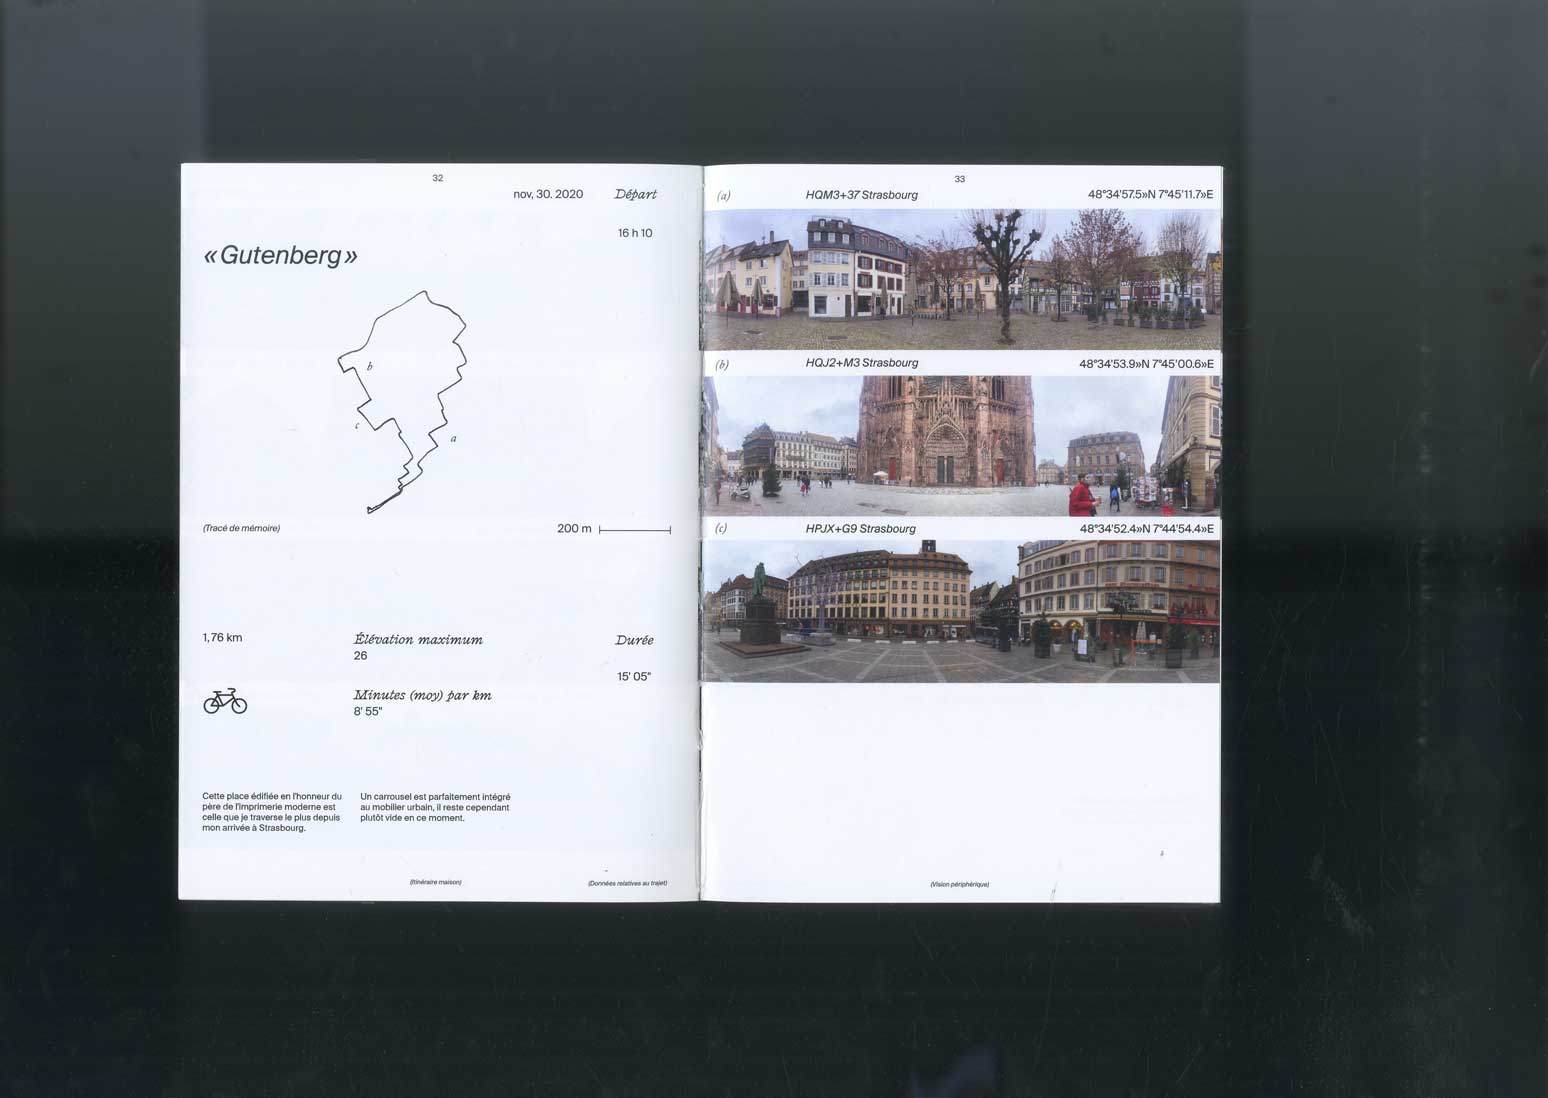 32
nov, 30. 2020 Départ
16 h 10
« Gutenberg »
b
c
a
(Tracé de mémoire) 200 m
1,76 km
Élévation maximum
26
Durée
15' 05"
Minutes (moy) par km
8' 55"
Cette place édifiée en l'honneur du
père de l'imprimerie moderne est
celle que je traverse le plus depuis
mon arrivée à Strasbourg.
Un carrousel est parfaitement intégré
au mobilier urbain, il reste cependant
plutôt vide en ce moment.
(Itinéraire maison) (Données relatives au trajet)
33
(a) HQM3+37 Strasbourg 48°34'57.5»N 7°45'11.7»E
(b) HQJ2+M3 Strasbourg 48°34'53.9»N 7°45'00.6»E
(c) HPJX+G9 Strasbourg 48°34'52.4»N 7°44'54.4»E
(Vision périphérique)